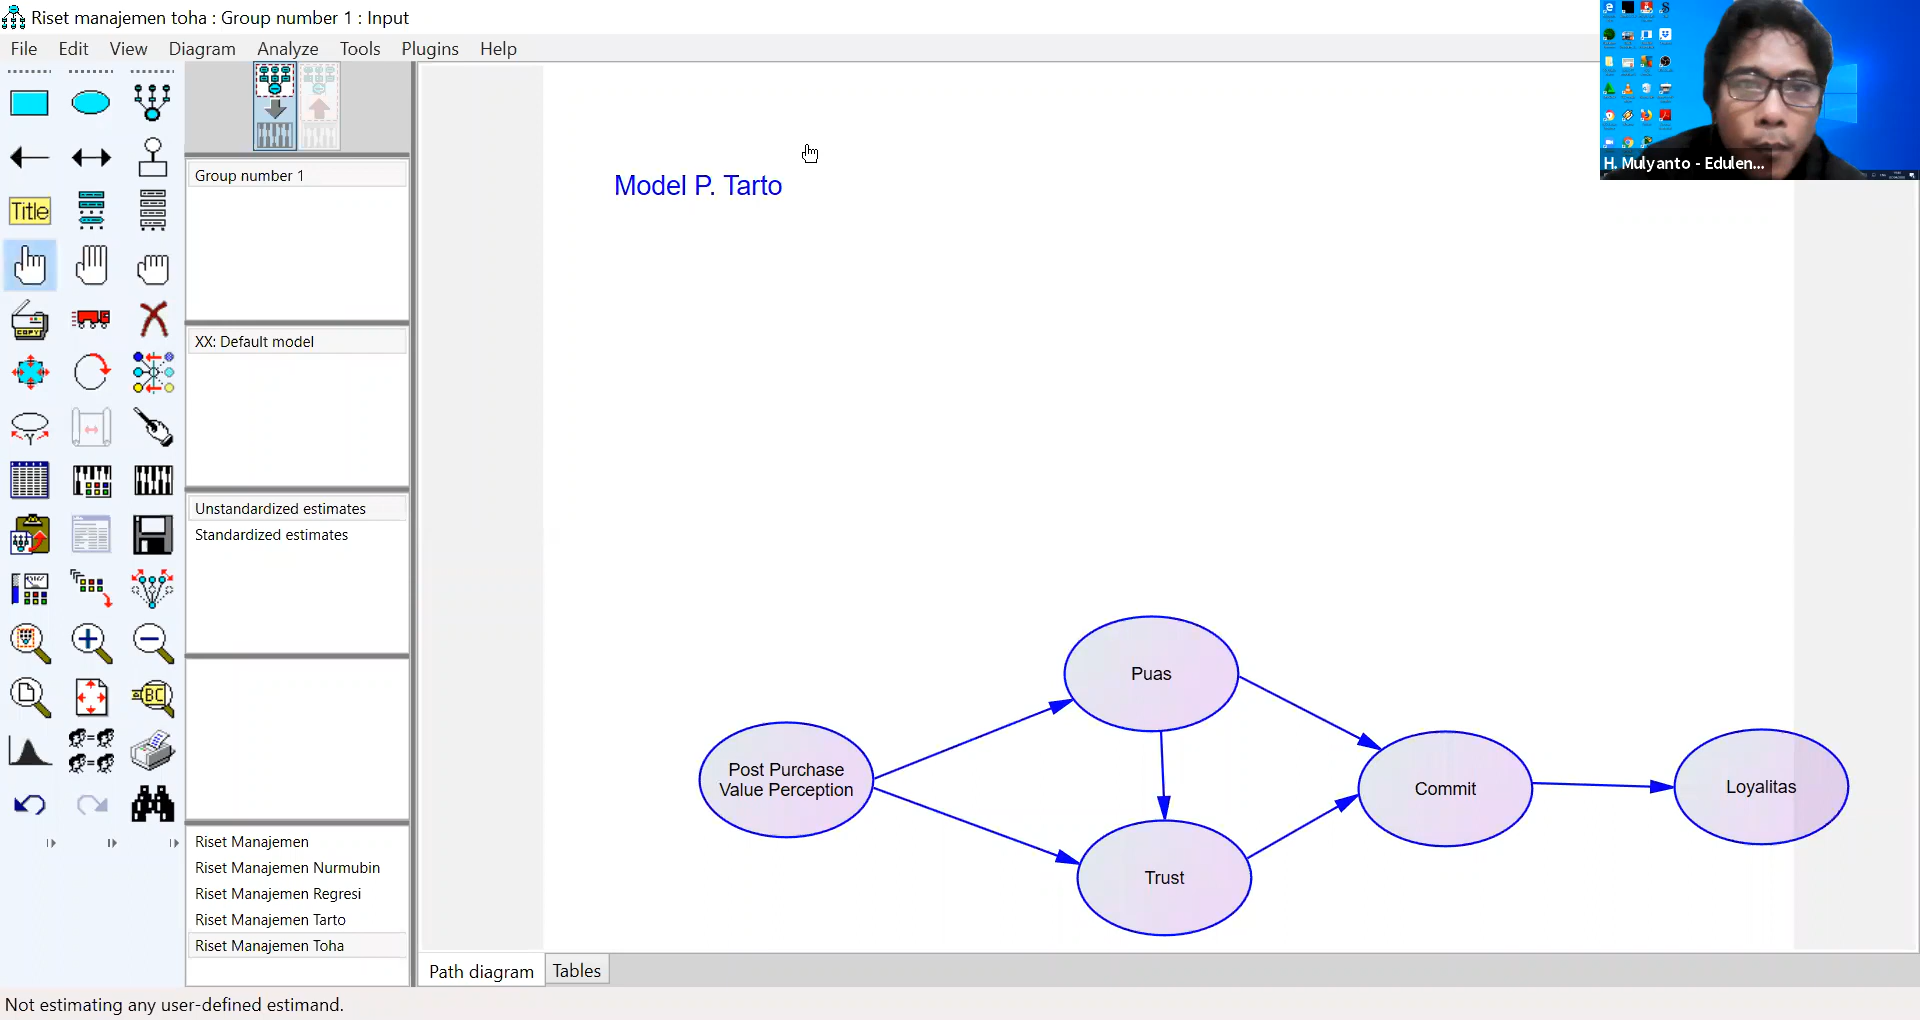 Riset manajemen toha : Group number 1 : Input
File Edit View Diagram Analyze Tools Plugins Help
H. Mulyanto - Edulen...
Title
COPY
Group number 1
XX: Default model
Unstandardized estimates
Standardized estimates
Riset Manajemen
Riset Manajemen Nurmubin
Riset Manajemen Regresi
Riset Manajemen Tarto
Riset Manajemen Toha
Model P. Tarto
Puas
Post Purchase
Value Perception
Commit
Loyalitas
Trust
Path diagram Tables
Not estimating any user-defined estimand.